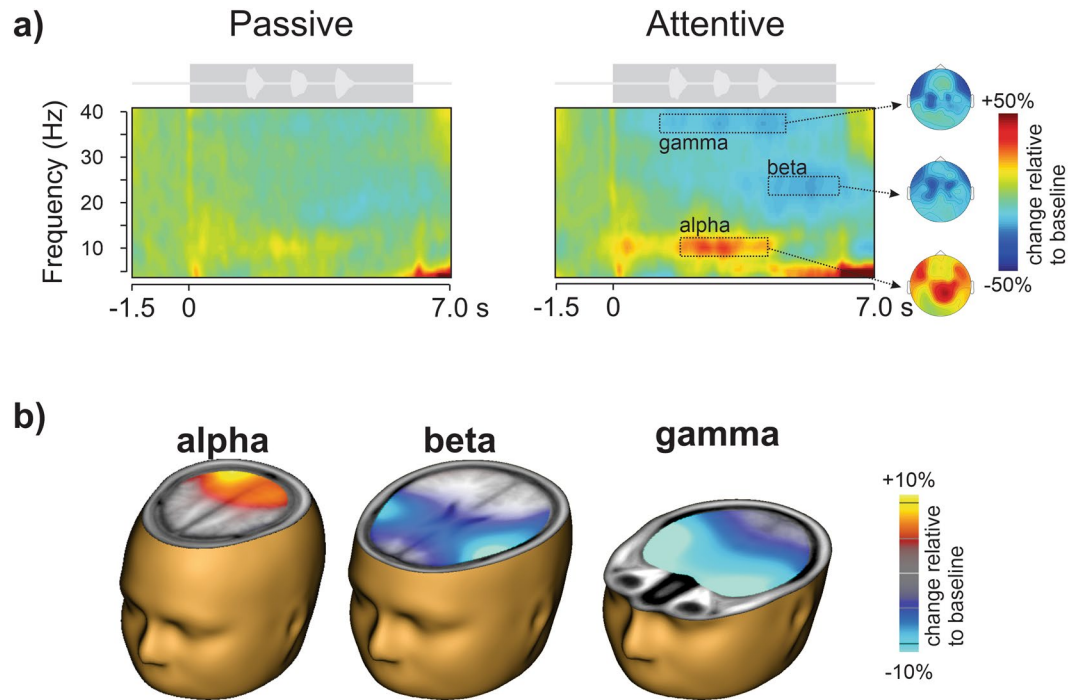 a)
Passive
Attentive
Frequency (Hz)
40
30
20
10
-1.5
0
7.0 s
gamma
beta
alpha
-1.5
0
7.0 s
+50%
change relative
to baseline
-50%
b)
alpha
beta
gamma
+10%
change relative
to baseline
-10%